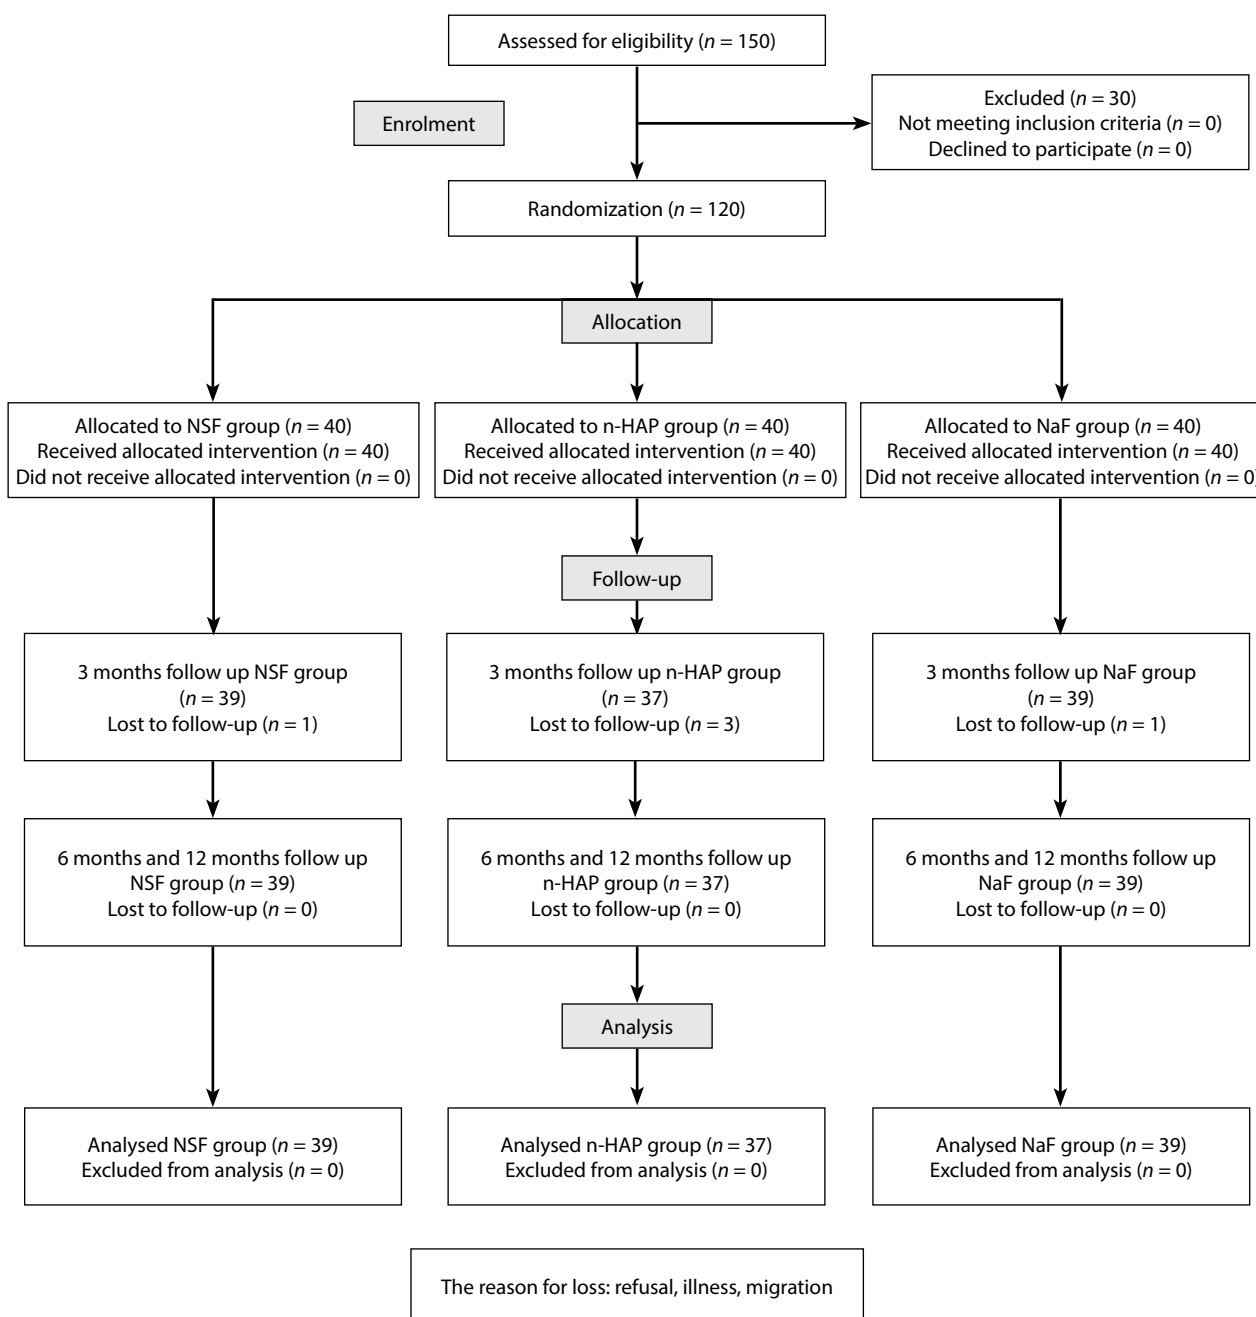 Assessed for eligibility (n = 150)
Enrolment
Excluded (n = 30)
Not meeting inclusion criteria (n = 0)
Declined to participate (n = 0)
Randomization (n = 120)
Allocation
Allocated to NSF group (n = 40)
Received allocated intervention (n = 40)
Did not receive allocated intervention (n = 0)
Allocated to n-HAP group (n = 40)
Received allocated intervention (n = 40)
Did not receive allocated intervention (n = 0)
Allocated to NaF group (n = 40)
Received allocated intervention (n = 40)
Did not receive allocated intervention (n = 0)
Follow-up
3 months follow up NSF group
(n = 39)
Lost to follow-up (n = 1)
3 months follow up n-HAP group
(n = 37)
Lost to follow-up (n = 3)
3 months follow up NaF group
(n = 39)
Lost to follow-up (n = 1)
6 months and 12 months follow up
NSF group (n = 39)
Lost to follow-up (n = 0)
6 months and 12 months follow up
n-HAP group (n = 37)
Lost to follow-up (n = 0)
6 months and 12 months follow up
NaF group (n = 39)
Lost to follow-up (n = 0)
Analysis
Analysed NSF group (n = 39)
Excluded from analysis (n = 0)
Analysed n-HAP group (n = 37)
Excluded from analysis (n = 0)
Analysed NaF group (n = 39)
Excluded from analysis (n = 0)
The reason for loss: refusal, illness, migration